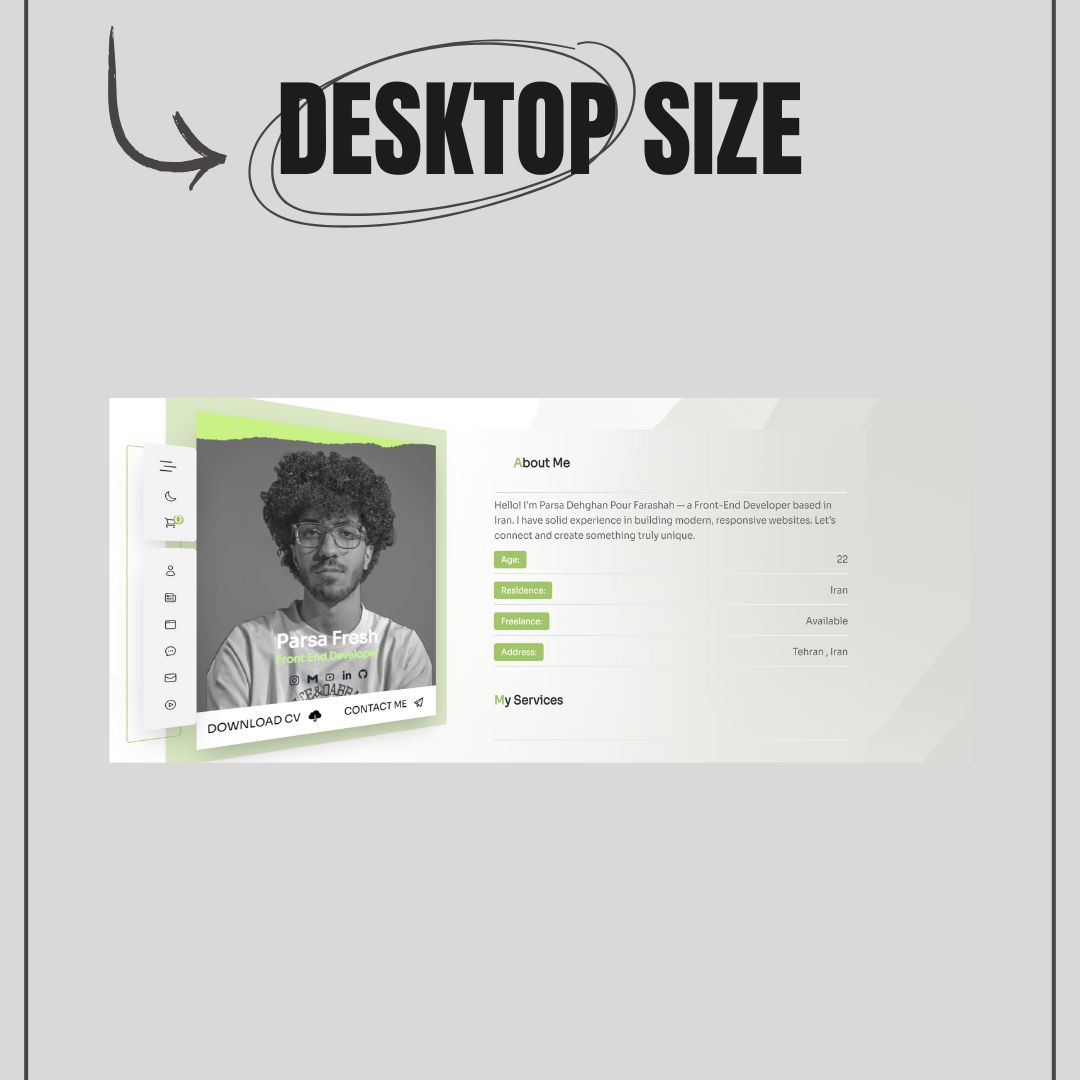 DESKTOP SIZE
About Me
Hello! I'm Parsa Dehghan Pour Farashah — a Front-End Developer based in
Iran. I have solid experience in building modern, responsive websites. Let's
connect and create something truly unique.
Age: 22
Residence: Iran
Freelance: Available
Address: Tehran , Iran
My Services
0
Parsa Fresh
Front End Developer
DOWNLOAD CV
CONTACT ME